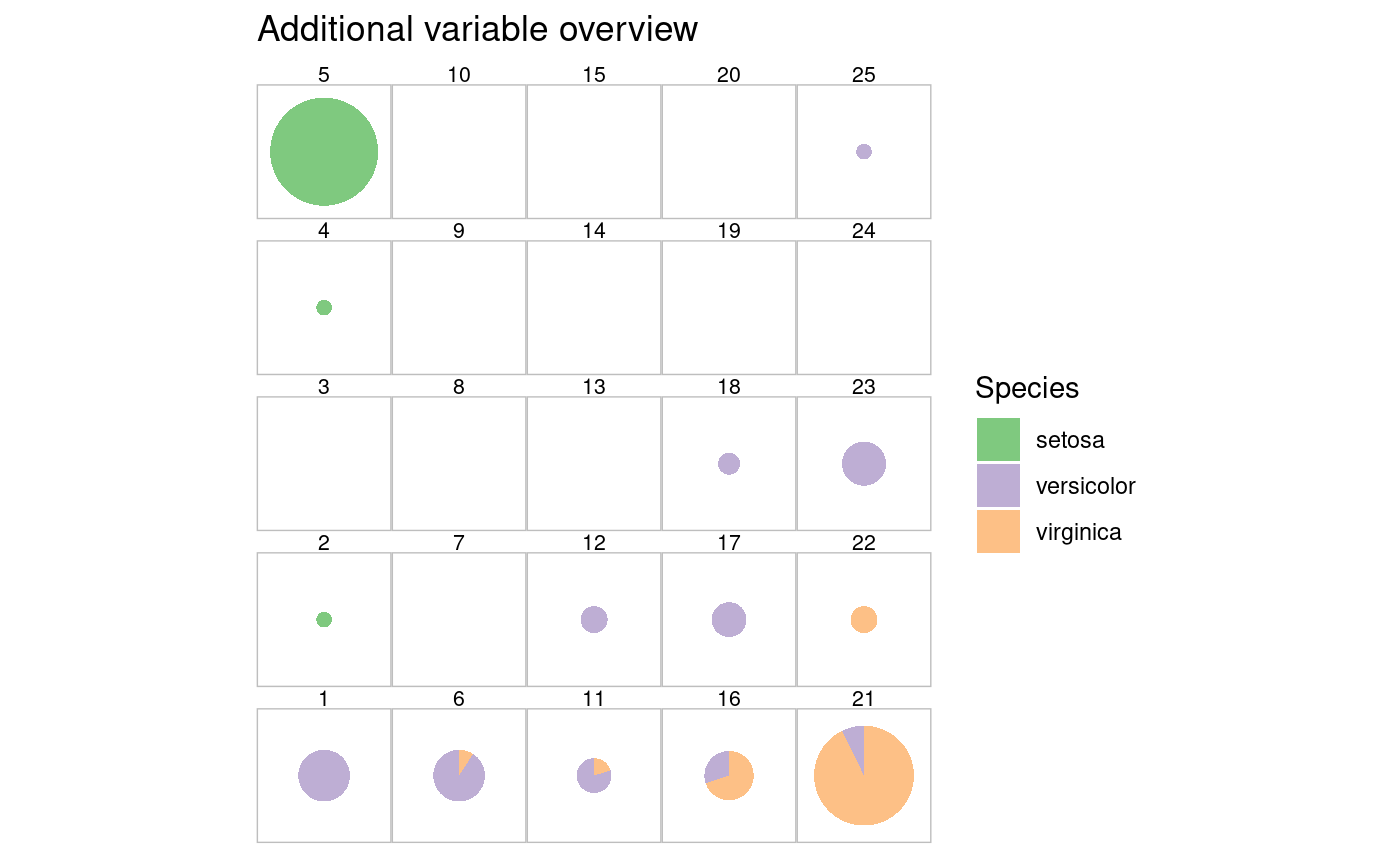 Additional variable overview
5 10 15 20 25
4 9 14 19 24
3 8 13 18 23
2 7 12 17 22
1 6 11 16 21
Species
setosa
versicolor
virginica